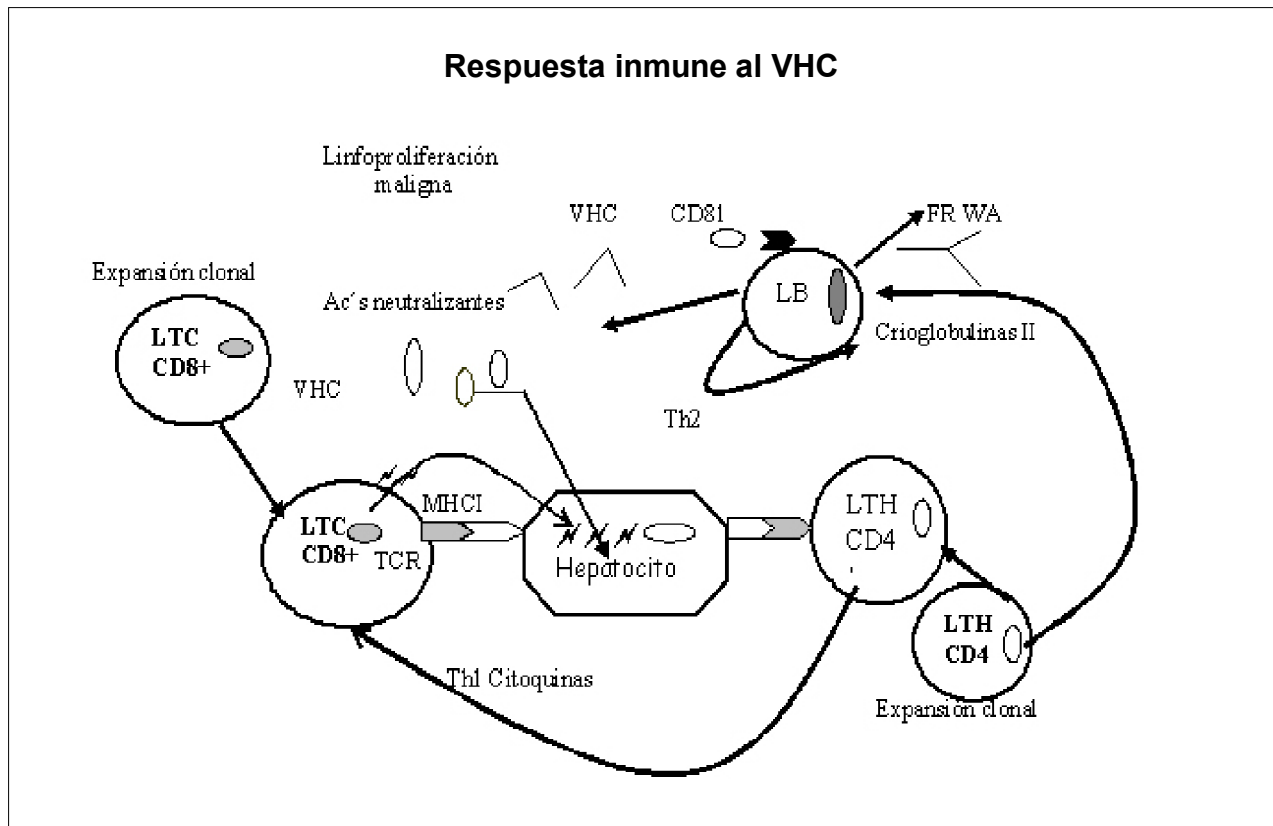 Respuesta inmune al VHC
Linfoproliferación
maligna
VHC
CD81
FR WA
Expansión clonal
Ac´s neutralizantes
LB
LTC
CD8+
Crioglobulinas II
VHC
Th2
MHCI
LTC
CD8+
TCR
Hepatocito
LTH
CD4
LTH
CD4
Th1 Citoquinas
Expansión clonal